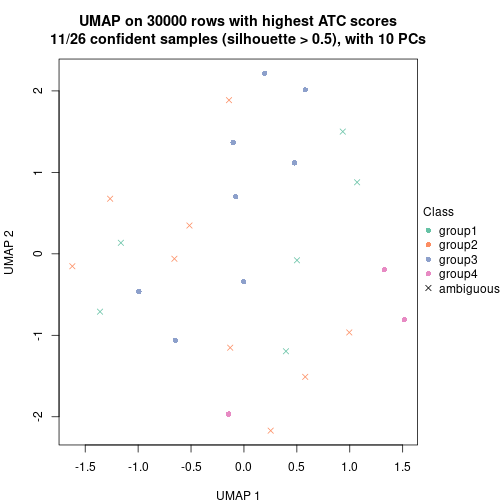 UMAP on 30000 rows with highest ATC scores
11/26 confident samples (silhouette > 0.5), with 10 PCs
2
1
0
-1
-2
UMAP 2
-1.5 -1.0 -0.5 0.0 0.5 1.0 1.5
UMAP 1
Class
group1
group2
group3
group4
ambiguous